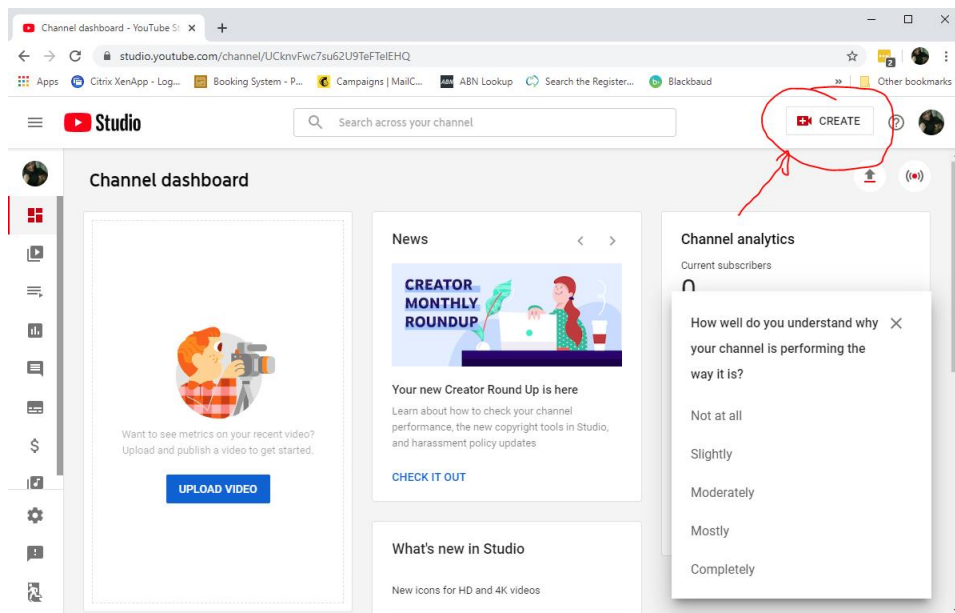 Channel dashboard - YouTube St
studio.youtube.com/channel/UCknvFwc7su62U9TeFTelEHQ
2
Apps
Citrix XenApp - Log...
Booking System - P...
Campaigns | MailC...
ABN Lookup
Search the Register...
Blackbaud
»
Other bookmarks
Studio
Search across your channel
CREATE
Channel dashboard
Want to see metrics on your recent video?
Upload and publish a video to get started.
UPLOAD VIDEO
News
CREATOR
MONTHLY
ROUNDUP
Your new Creator Round Up is here
Learn about how to check your channel
performance, the new copyright tools in Studio,
and harassment policy updates
CHECK IT OUT
What's new in Studio
New icons for HD and 4K videos
Channel analytics
Current subscribers
0
How well do you understand why
your channel is performing the
way it is?
Not at all
Slightly
Moderately
Mostly
Completely